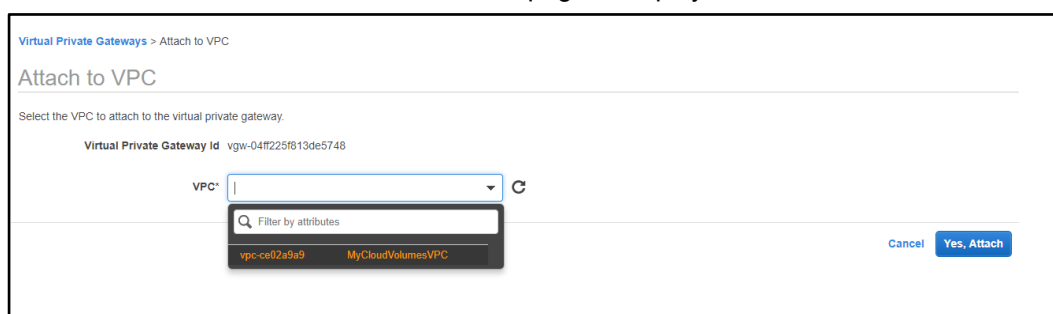 Virtual Private Gateways > Attach to VPC
Attach to VPC
Select the VPC to attach to the virtual private gateway.
Virtual Private Gateway Id vgw-04ff225f813de5748
VPC*
Filter by attributes
vpc-ce02a9a9 MyCloudVolumesVPC
Cancel Yes, Attach